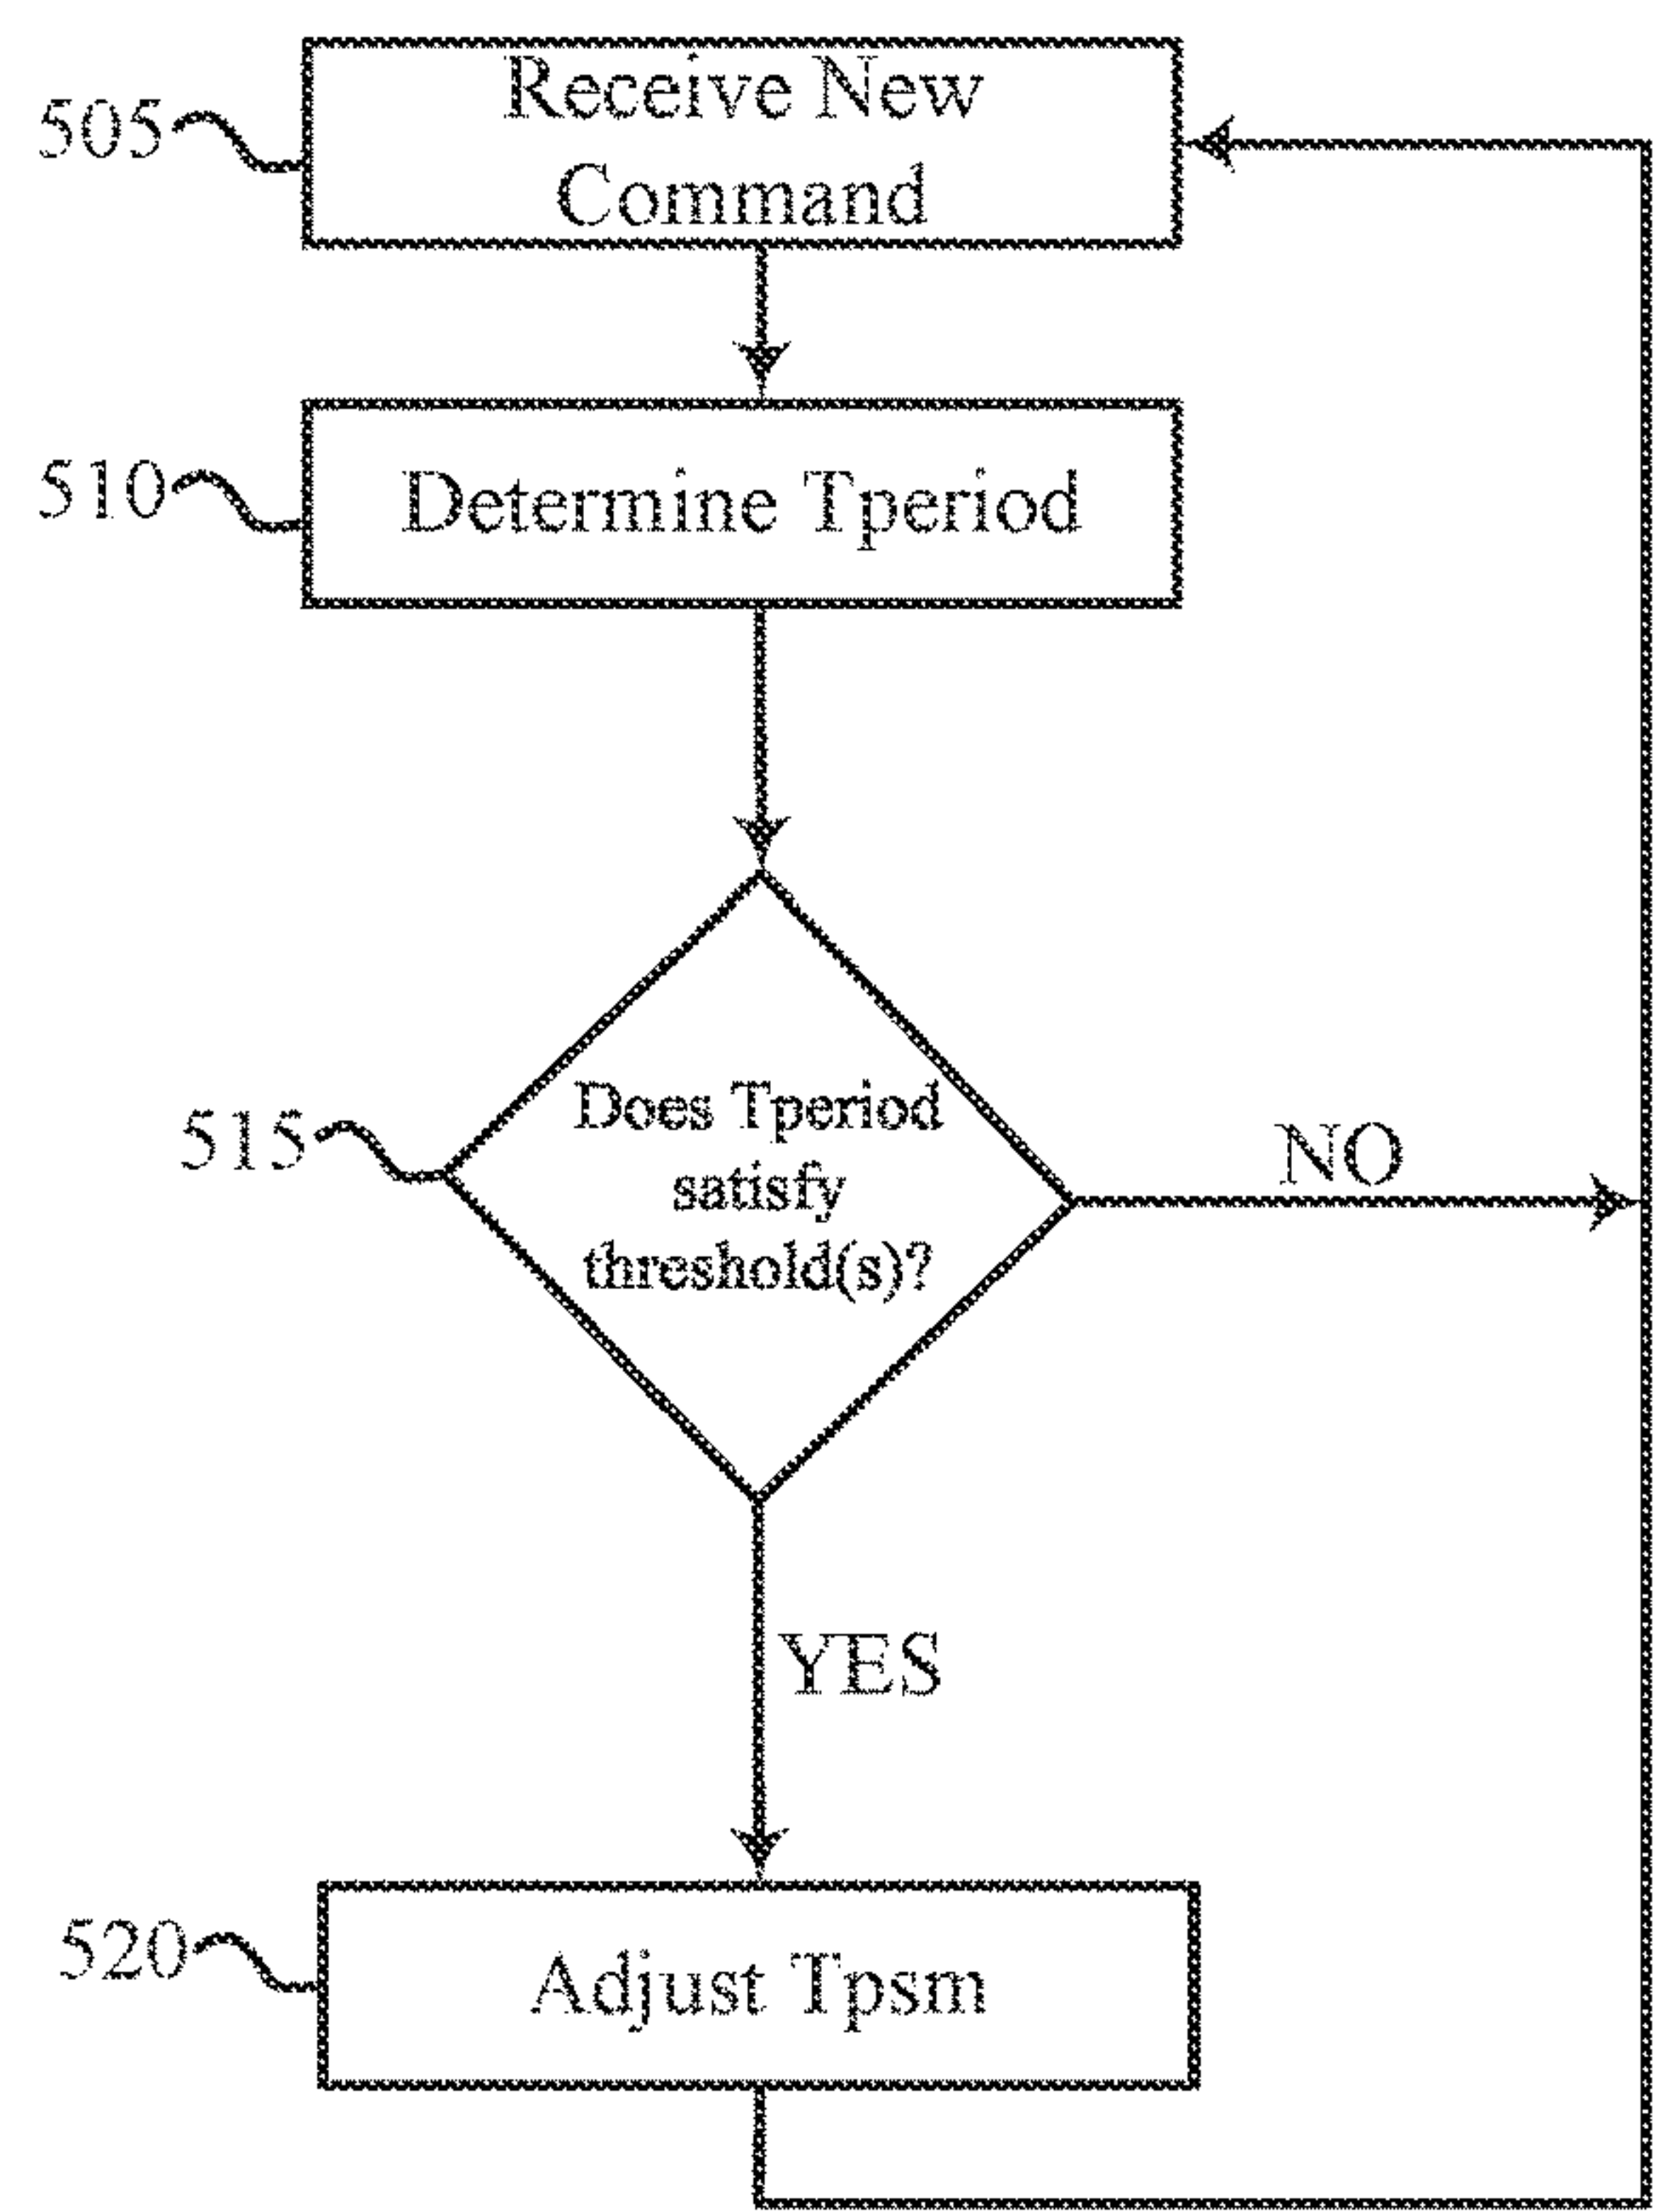 505
Receive New
Command
510
Determine Tperiod
515
Does Tperiod
satisfy
threshold(s)?
NO
YES
520
Adjust Tpsm